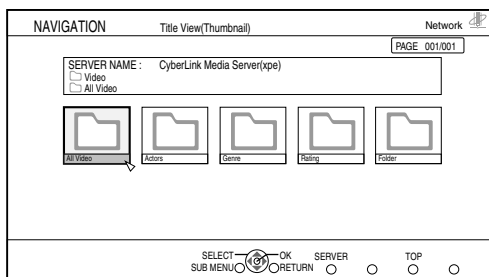 NAVIGATION Title View(Thumbnail) Network
PAGE 001/001
SERVER NAME : CyberLink Media Server(xpe)
Video
All Video
All Video Actors Genre Rating Folder
SELECT OK SERVER TOP
SUB MENU RETURN